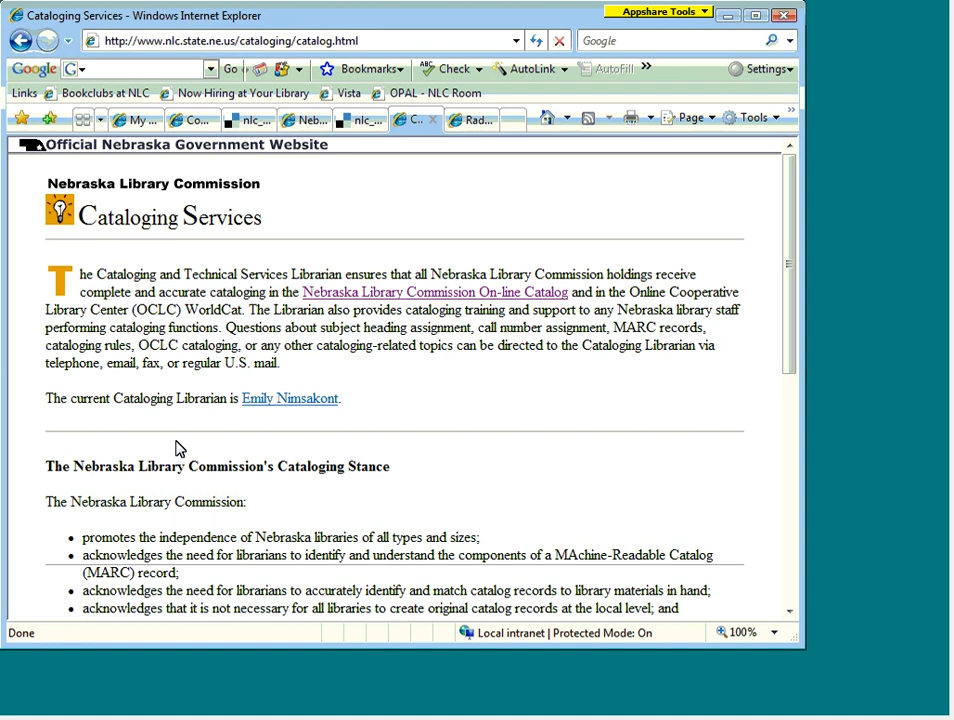 Cataloging Services - Windows Internet Explorer
Appshare Tools
http://www.nlc.state.ne.us/cataloging/catalog.html
Google
Google
G
Go
Bookmarks
ABC
Check
AutoLink
AutoFill
Settings
Links
Bookclubs at NLC
Now Hiring at Your Library
Vista
OPAL - NLC Room
My ...
Co...
nlc_...
Neb...
nlc_...
C..
Rad...
Page
Tools
Official Nebraska Government Website
Nebraska Library Commission
Cataloging Services
The Cataloging and Technical Services Librarian ensures that all Nebraska Library Commission holdings receive
complete and accurate cataloging in the Nebraska Library Commission On-line Catalog and in the Online Cooperative
Library Center (OCLC) WorldCat. The Librarian also provides cataloging training and support to any Nebraska library staff
performing cataloging functions. Questions about subject heading assignment, call number assignment, MARC records,
cataloging rules, OCLC cataloging, or any other cataloging-related topics can be directed to the Cataloging Librarian via
telephone, email, fax, or regular U.S. mail.
The current Cataloging Librarian is Emily Nimsakont.
The Nebraska Library Commission's Cataloging Stance
The Nebraska Library Commission:
• promotes the independence of Nebraska libraries of all types and sizes;
• acknowledges the need for librarians to identify and understand the components of a MAchine-Readable Catalog
(MARC) record;
• acknowledges the need for librarians to accurately identify and match catalog records to library materials in hand;
• acknowledges that it is not necessary for all libraries to create original catalog records at the local level; and
Done
Local intranet | Protected Mode: On
100%